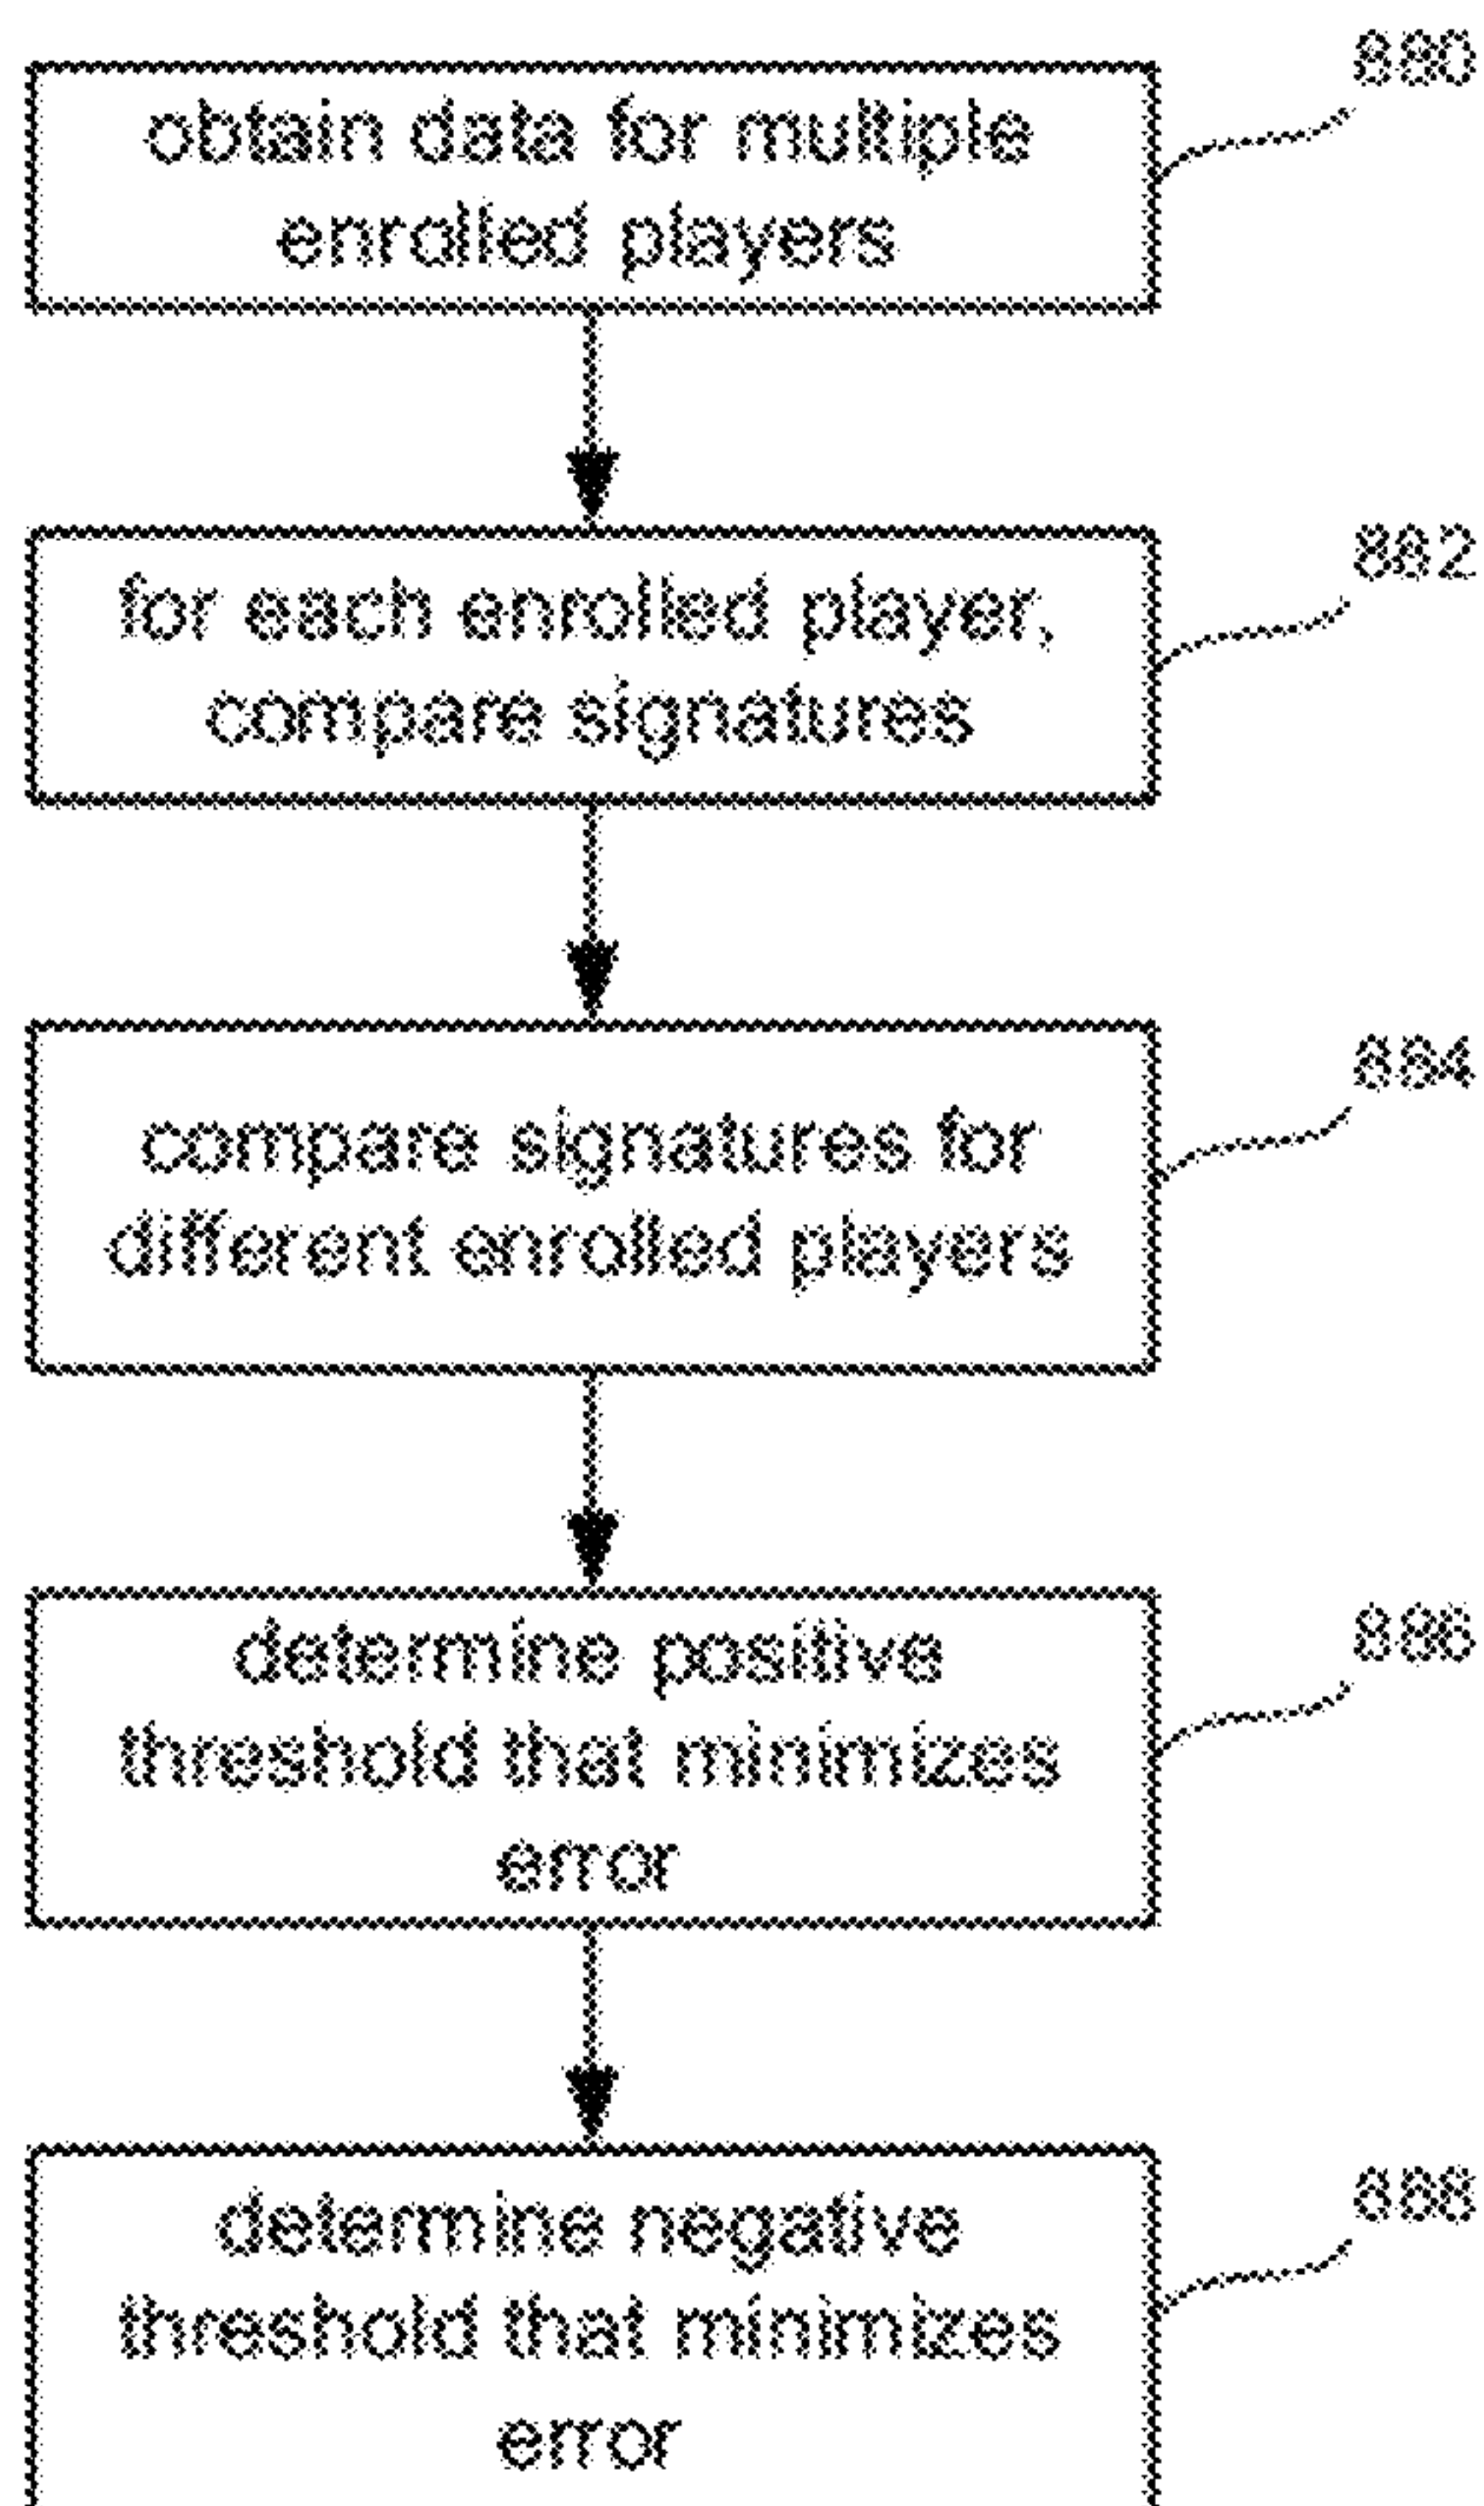 880
obtain data for multiple
enrolled players
882
for each enrolled player,
compare signatures
884
compare signatures for
different enrolled players
886
determine positive
threshold that minimizes
error
888
determine negative
threshold that minimizes
error